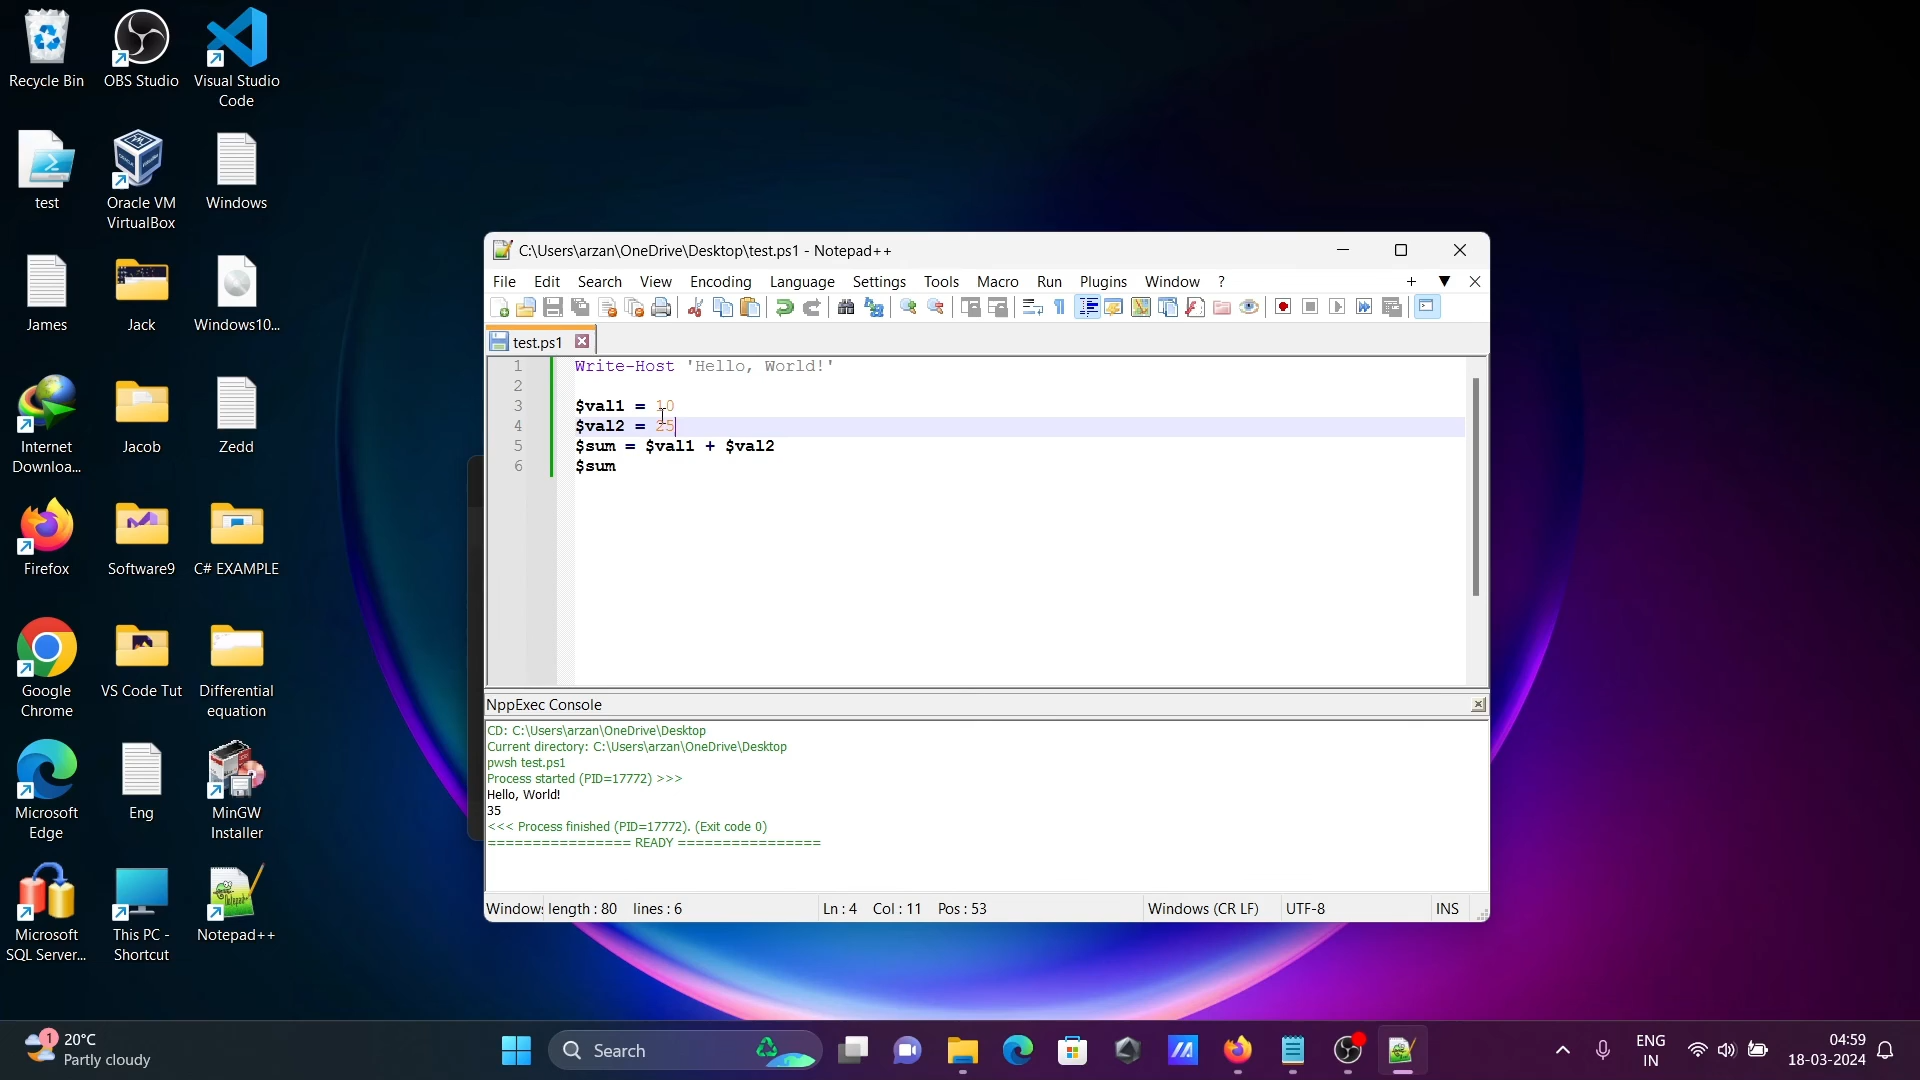 Recycle Bin
OBS Studio
Visual Studio
Code
test
Oracle VM
VirtualBox
Windows
James
Jack
Windows10...
Internet
Downloa...
Jacob
Zedd
Firefox
Software9
C# EXAMPLE
Google
Chrome
VS Code Tut
Differential
equation
Microsoft
Edge
Eng
MinGW
Installer
Microsoft
SQL Server...
This PC -
Shortcut
Notepad++
C:\Users\arzan\OneDrive\Desktop\test.ps1 - Notepad++
File Edit Search View Encoding Language Settings Tools Macro Run Plugins Window ?
test.ps1
1 Write-Host 'Hello, World!'
2
3 $val1 = 10
4 $val2 = 25
5 $sum = $val1 + $val2
6 $sum
NppExec Console
CD: C:\Users\arzan\OneDrive\Desktop
Current directory: C:\Users\arzan\OneDrive\Desktop
pwsh test.ps1
Process started (PID=17772) >>>
Hello, World!
35
<<< Process finished (PID=17772). (Exit code 0)
================ READY ================
Window: length : 80 lines : 6 Ln : 4 Col : 11 Pos : 53 Windows (CR LF) UTF-8 INS
1
20°C
Partly cloudy
Search
ENG
IN
04:59
18-03-2024